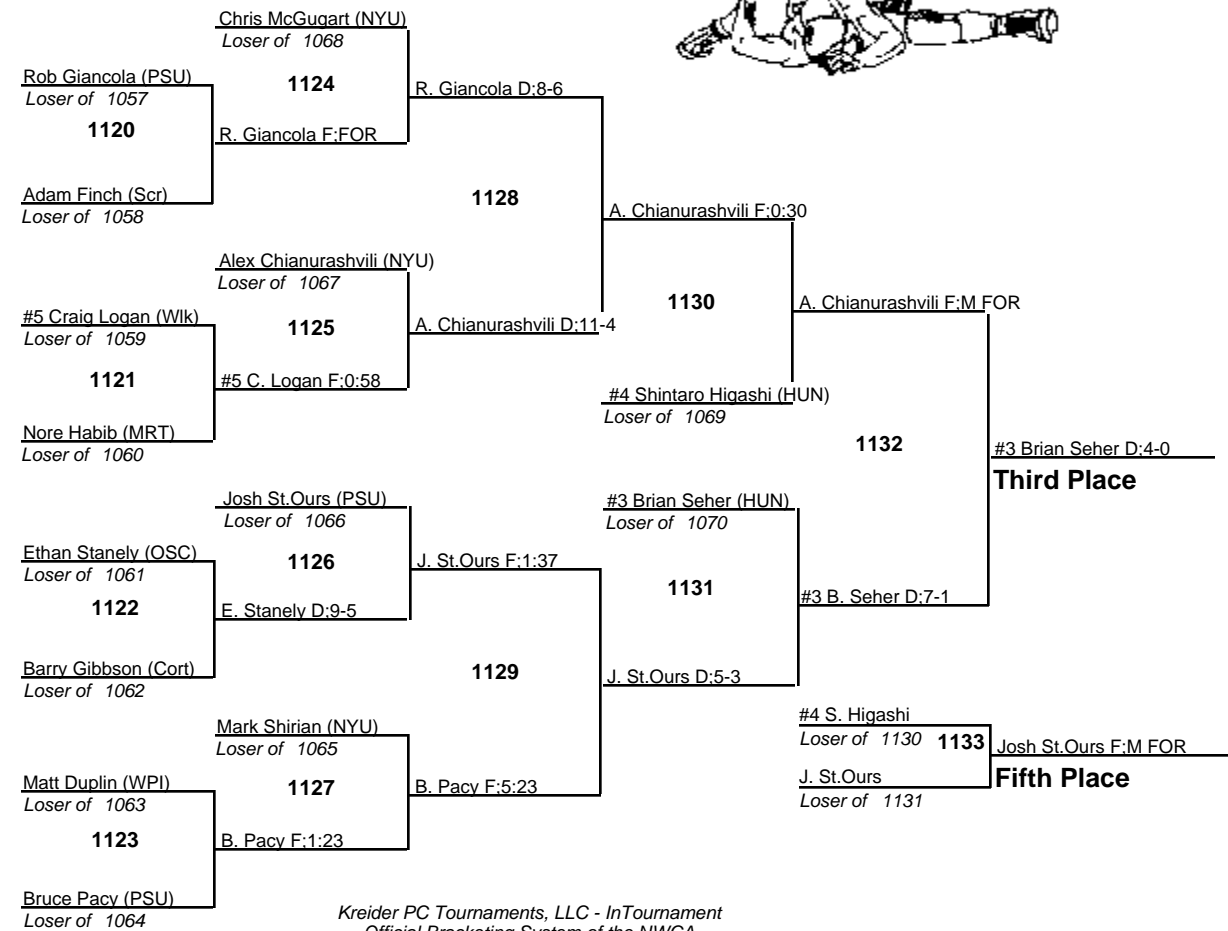 Chris McGugart (NYU)
Loser of 1068
Rob Giancola (PSU)
Loser of 1057
1124
R. Giancola D;8-6
1120
R. Giancola F;FOR
Adam Finch (Scr)
Loser of 1058
1128
A. Chianurashvili F;0:30
Alex Chianurashvili (NYU)
Loser of 1067
1130
A. Chianurashvili F;M FOR
#5 Craig Logan (Wlk)
Loser of 1059
1125
A. Chianurashvili D;11-4
1121
#5 C. Logan F;0:58
#4 Shintaro Higashi (HUN)
Loser of 1069
Nore Habib (MRT)
Loser of 1060
1132
#3 Brian Seher D;4-0
Third Place
Josh St.Ours (PSU)
Loser of 1066
#3 Brian Seher (HUN)
Loser of 1070
Ethan Stanely (OSC)
Loser of 1061
1126
J. St.Ours F;1:37
1131
#3 B. Seher D;7-1
1122
E. Stanely D;9-5
Barry Gibbson (Cort)
Loser of 1062
1129
J. St.Ours D;5-3
Mark Shirian (NYU)
Loser of 1065
#4 S. Higashi
Loser of 1130
1133
Josh St.Ours F;M FOR
Fifth Place
J. St.Ours
Loser of 1131
Matt Duplin (WPI)
Loser of 1063
1127
B. Pacy F;5:23
1123
B. Pacy F;1:23
Bruce Pacy (PSU)
Loser of 1064
Kreider PC Tournaments, LLC - InTournament
Official Bracketing System of the NWCA